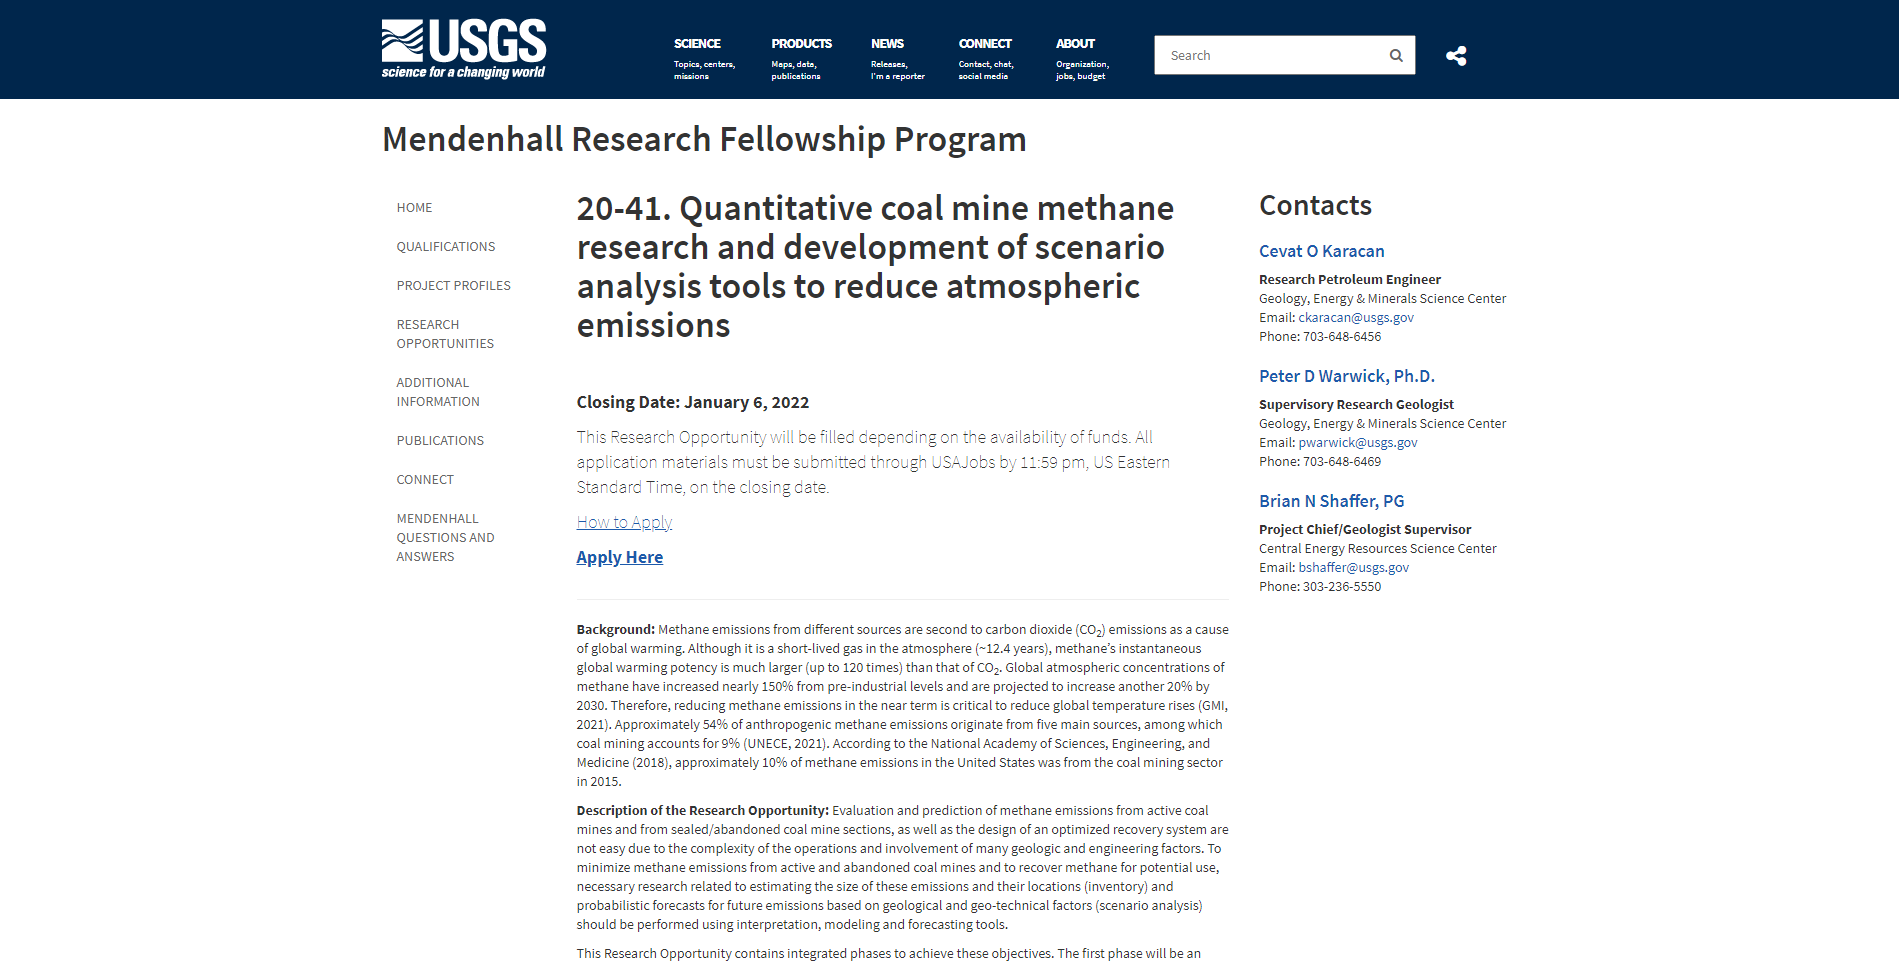 USGS
science for a changing world
SCIENCE
Topics, centers,
missions
PRODUCTS
Maps, data,
publications
NEWS
Releases,
I'm a reporter
CONNECT
Contact, chat,
social media
ABOUT
Organization,
jobs, budget
Search
Mendenhall Research Fellowship Program
HOME
QUALIFICATIONS
PROJECT PROFILES
RESEARCH
OPPORTUNITIES
ADDITIONAL
INFORMATION
PUBLICATIONS
CONNECT
MENDENHALL
QUESTIONS AND
ANSWERS
20-41. Quantitative coal mine methane
research and development of scenario
analysis tools to reduce atmospheric
emissions
Closing Date: January 6, 2022
This Research Opportunity will be filled depending on the availability of funds. All
application materials must be submitted through USAJobs by 11:59 pm, US Eastern
Standard Time, on the closing date.
How to Apply
Apply Here
Background: Methane emissions from different sources are second to carbon dioxide (CO₂) emissions as a cause
of global warming. Although it is a short-lived gas in the atmosphere (~12.4 years), methane’s instantaneous
global warming potency is much larger (up to 120 times) than that of CO₂. Global atmospheric concentrations of
methane have increased nearly 150% from pre-industrial levels and are projected to increase another 20% by
2030. Therefore, reducing methane emissions in the near term is critical to reduce global temperature rises (GMI,
2021). Approximately 54% of anthropogenic methane emissions originate from five main sources, among which
coal mining accounts for 9% (UNECE, 2021). According to the National Academy of Sciences, Engineering, and
Medicine (2018), approximately 10% of methane emissions in the United States was from the coal mining sector
in 2015.
Description of the Research Opportunity: Evaluation and prediction of methane emissions from active coal
mines and from sealed/abandoned coal mine sections, as well as the design of an optimized recovery system are
not easy due to the complexity of the operations and involvement of many geologic and engineering factors. To
minimize methane emissions from active and abandoned coal mines and to recover methane for potential use,
necessary research related to estimating the size of these emissions and their locations (inventory) and
probabilistic forecasts for future emissions based on geological and geo-technical factors (scenario analysis)
should be performed using interpretation, modeling and forecasting tools.
This Research Opportunity contains integrated phases to achieve these objectives. The first phase will be an
Contacts
Cevat O Karacan
Research Petroleum Engineer
Geology, Energy & Minerals Science Center
Email: ckaracan@usgs.gov
Phone: 703-648-6456
Peter D Warwick, Ph.D.
Supervisory Research Geologist
Geology, Energy & Minerals Science Center
Email: pwarwick@usgs.gov
Phone: 703-648-6469
Brian N Shaffer, PG
Project Chief/Geologist Supervisor
Central Energy Resources Science Center
Email: bshaffer@usgs.gov
Phone: 303-236-5550